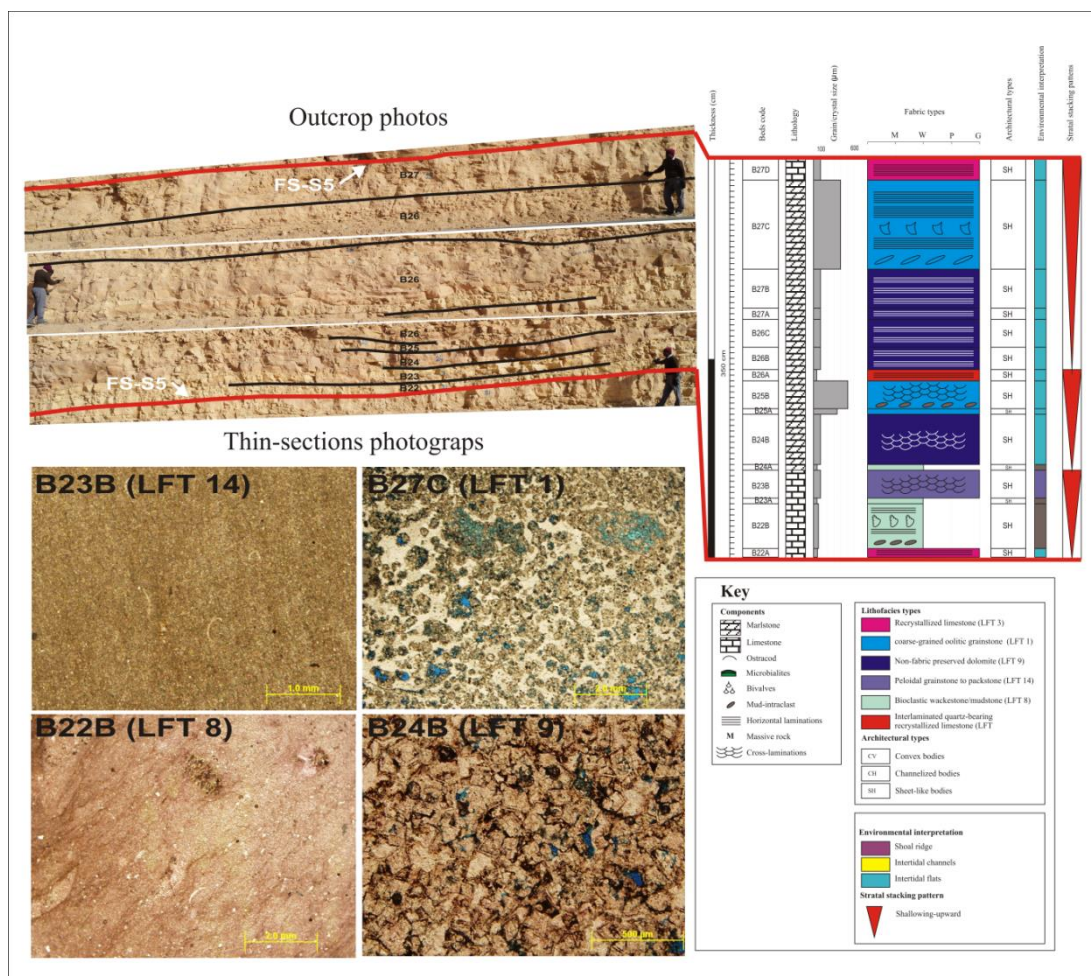 Outcrop photos
FS-S5
B27
B26
B26
B26
B25
B24
B23
B22
FS-S5
Thin-sections photograps
B23B (LFT 14)
1.0 mm
B27C (LFT 1)
B22B (LFT 8)
B24B (LFT 9)
500 µm
Thickness (cm)
Beds code
Lithology
Grain/crystal size (µm)
Fabric types
Architectural types
Environmental interpretation
Stratal stacking pattens
M W P G
350 cm
B27D SH
B27C SH
B27B SH
B27A SH
B26C SH
B26B SH
B26A SH
B25B SH
B25A SH
B24B SH
B24A SH
B23B SH
B23A SH
B22B SH
B22A SH
Key
Components
Marlstone
Limestone
Ostracod
Microbialites
Bivalves
Mud-intraclast
Horizontal laminations
M Massive rock
Cross-laminations
Lithofacies types
Recrystallized limestone (LFT 3)
coarse-grained oolitic grainstone (LFT 1)
Non-fabric preserved dolomite (LFT 9)
Peloidal grainstone to packstone (LFT 14)
Bioclastic wackestone/mudstone (LFT 8)
Interlaminated quartz-bearing
recrystallized limestone (LFT
Architectural types
CV Convex bodies
CH Channelized bodies
SH Sheet-like bodies
Environmental interpretation
Shoal ridge
Intertidal channels
Intertidal flats
Stratal stacking pattern
Shallowing-upward